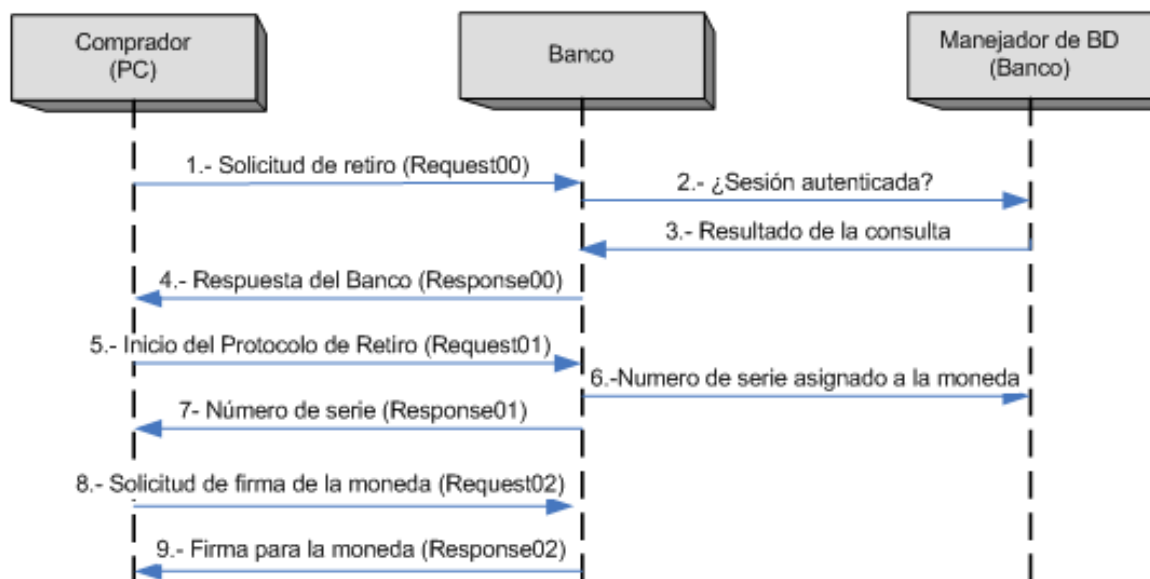 Comprador
(PC)
Banco
Manejador de BD
(Banco)
1.- Solicitud de retiro (Request00)
2.- ¿Sesión autenticada?
3.- Resultado de la consulta
4.- Respuesta del Banco (Response00)
5.- Inicio del Protocolo de Retiro (Request01)
6.-Numero de serie asignado a la moneda
7- Número de serie (Response01)
8.- Solicitud de firma de la moneda (Request02)
9.- Firma para la moneda (Response02)